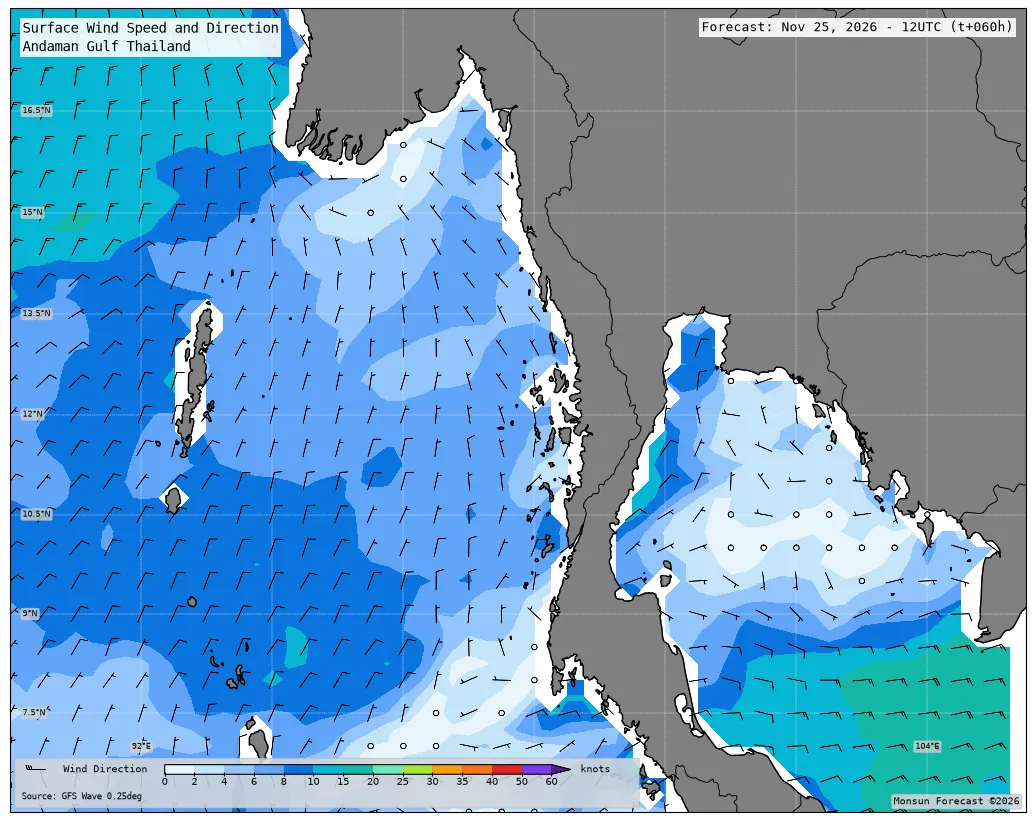 Surface Wind Speed and Direction
Andaman Gulf Thailand
Forecast: Nov 25, 2026 - 12UTC (t+060h)
16.5°N
15°N
13.5°N
12°N
10.5°N
9°N
7.5°N
92°E
104°E
Wind Direction
knots
0 2 4 6 8 10 15 20 25 30 35 40 50 60
Source: GFS Wave 0.25deg
Monsun Forecast ©2026